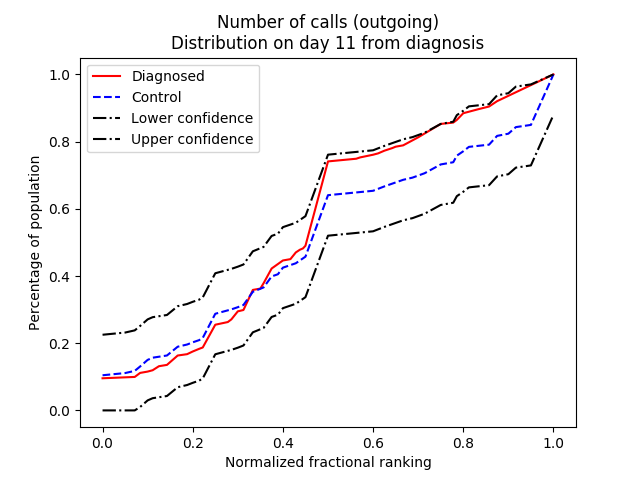 Number of calls (outgoing)
Distribution on day 11 from diagnosis
Diagnosed
Control
Lower confidence
Upper confidence
Percentage of population
1.0
0.8
0.6
0.4
0.2
0.0
0.0 0.2 0.4 0.6 0.8 1.0
Normalized fractional ranking